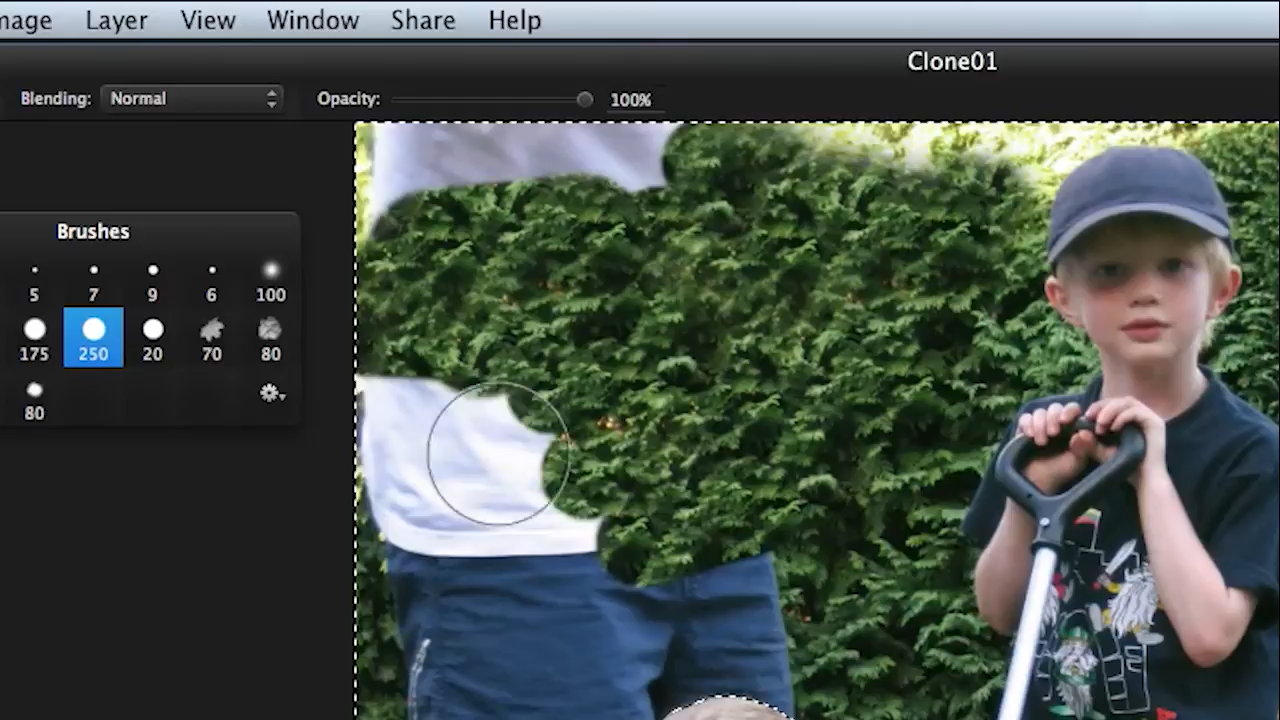 mage Layer View Window Share Help
Clone01
Blending: Normal Opacity: 100%
Brushes
5 7 9 6 100
175 250 20 70 80
80